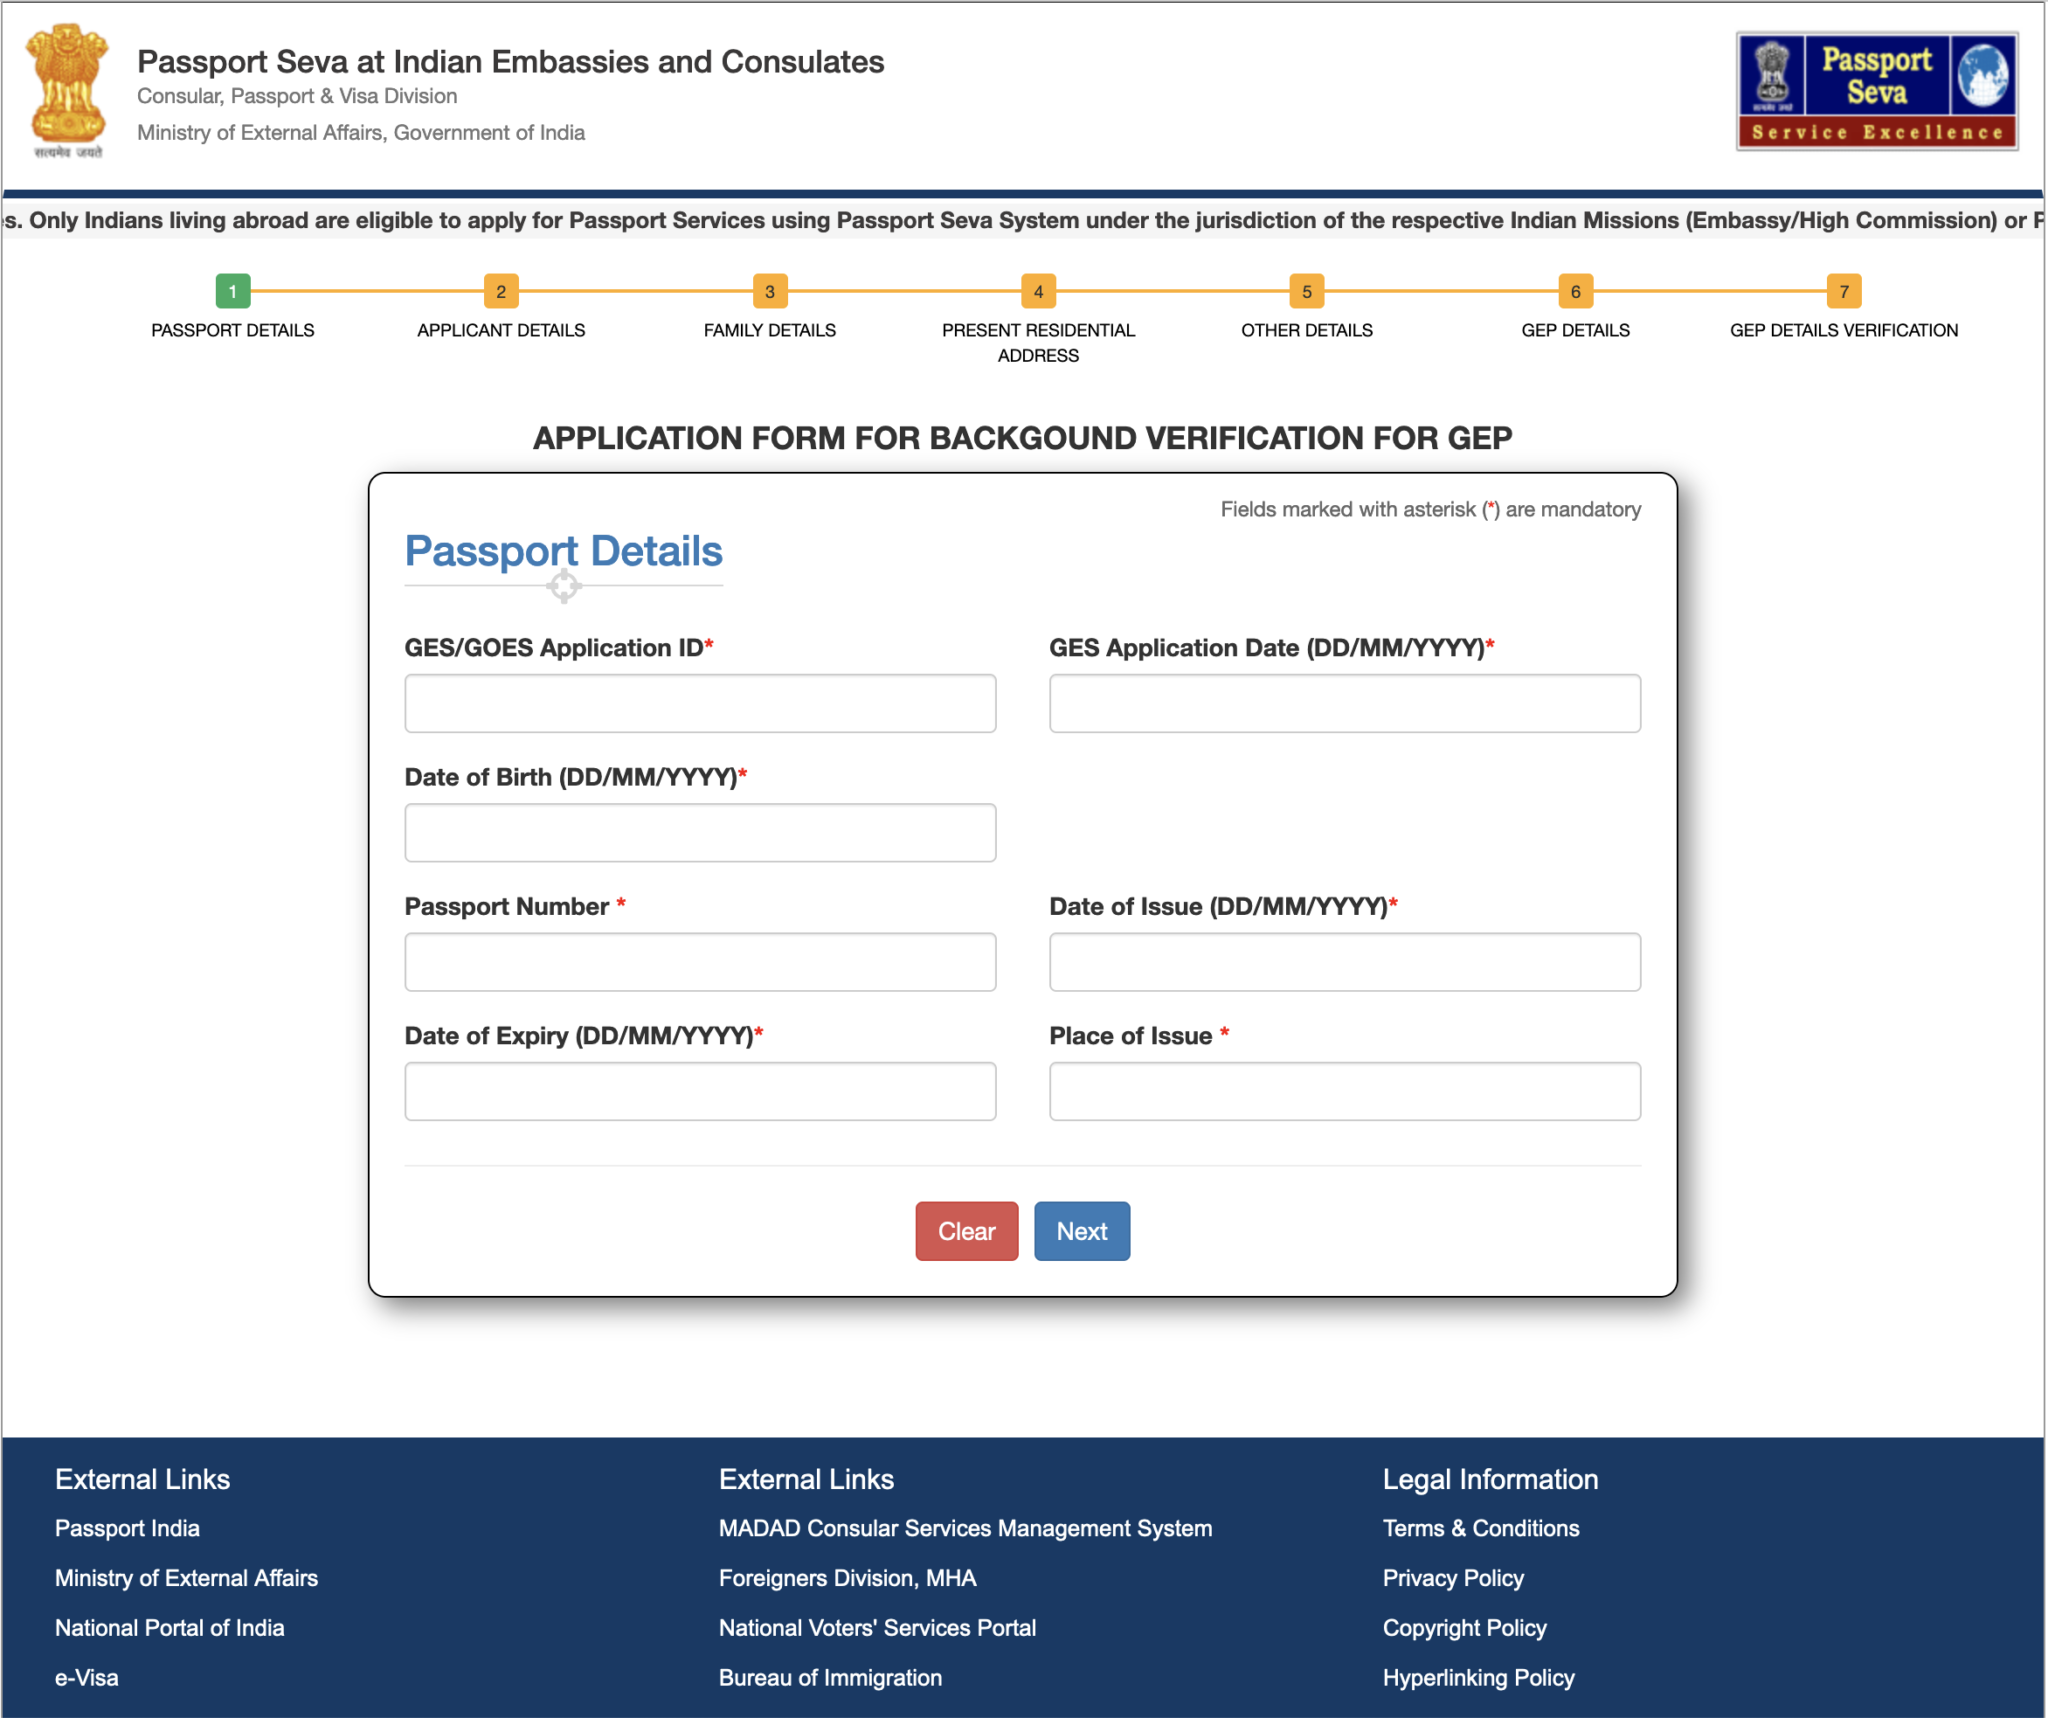 Passport Seva at Indian Embassies and Consulates
Consular, Passport & Visa Division
Ministry of External Affairs, Government of India
सत्यमेव जयते
Passport
Seva
Service Excellence
s. Only Indians living abroad are eligible to apply for Passport Services using Passport Seva System under the jurisdiction of the respective Indian Missions (Embassy/High Commission) or P
1
2
3
4
5
6
7
PASSPORT DETAILS
APPLICANT DETAILS
FAMILY DETAILS
PRESENT RESIDENTIAL
ADDRESS
OTHER DETAILS
GEP DETAILS
GEP DETAILS VERIFICATION
APPLICATION FORM FOR BACKGOUND VERIFICATION FOR GEP
Fields marked with asterisk (*) are mandatory
Passport Details
GES/GOES Application ID*
GES Application Date (DD/MM/YYYY)*
Date of Birth (DD/MM/YYYY)*
Passport Number *
Date of Issue (DD/MM/YYYY)*
Date of Expiry (DD/MM/YYYY)*
Place of Issue *
Clear
Next
External Links
Passport India
Ministry of External Affairs
National Portal of India
e-Visa
External Links
MADAD Consular Services Management System
Foreigners Division, MHA
National Voters' Services Portal
Bureau of Immigration
Legal Information
Terms & Conditions
Privacy Policy
Copyright Policy
Hyperlinking Policy